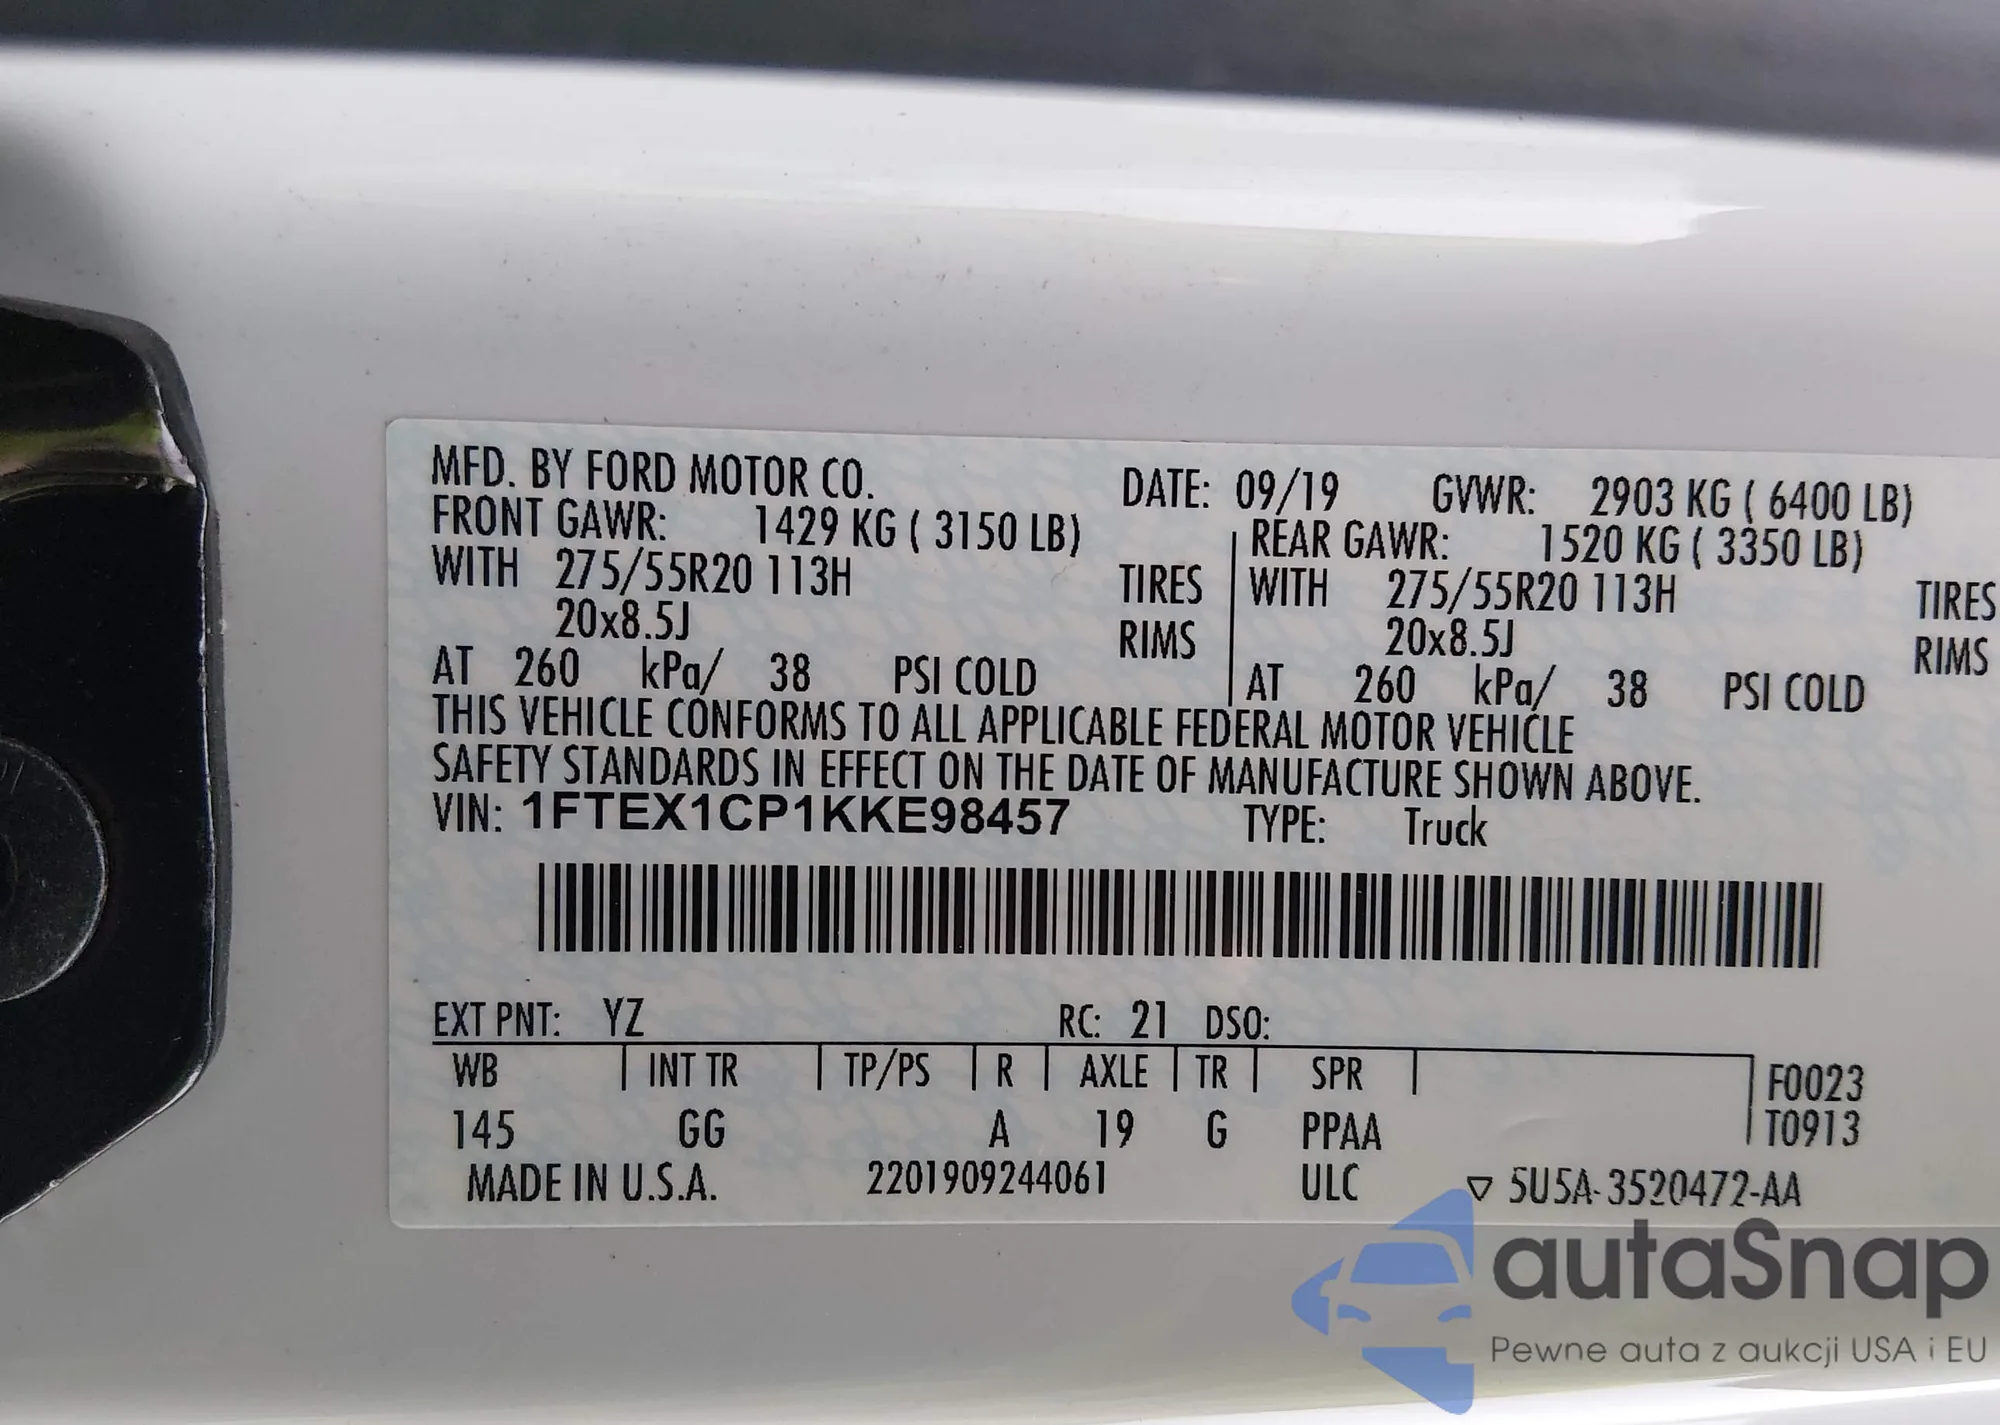 MFD. BY FORD MOTOR CO. DATE: 09/19 GVWR: 2903 KG ( 6400 LB)
FRONT GAWR: 1429 KG ( 3150 LB) REAR GAWR: 1520 KG ( 3350 LB)
WITH 275/55R20 113H TIRES WITH 275/55R20 113H TIRES
20x8.5J RIMS 20x8.5J RIMS
AT 260 kPa/ 38 PSI COLD AT 260 kPa/ 38 PSI COLD
THIS VEHICLE CONFORMS TO ALL APPLICABLE FEDERAL MOTOR VEHICLE
SAFETY STANDARDS IN EFFECT ON THE DATE OF MANUFACTURE SHOWN ABOVE.
VIN: 1FTEX1CP1KKE98457 TYPE: Truck
EXT PNT: YZ RC: 21 DSO:
WB INT TR TP/PS R AXLE TR SPR F0023
145 GG A 19 G PPAA T0913
MADE IN U.S.A. 2201909244061 ULC ▽ 5U5A-3520472-AA
autaSnap
Pewne auta z aukcji USA i EU